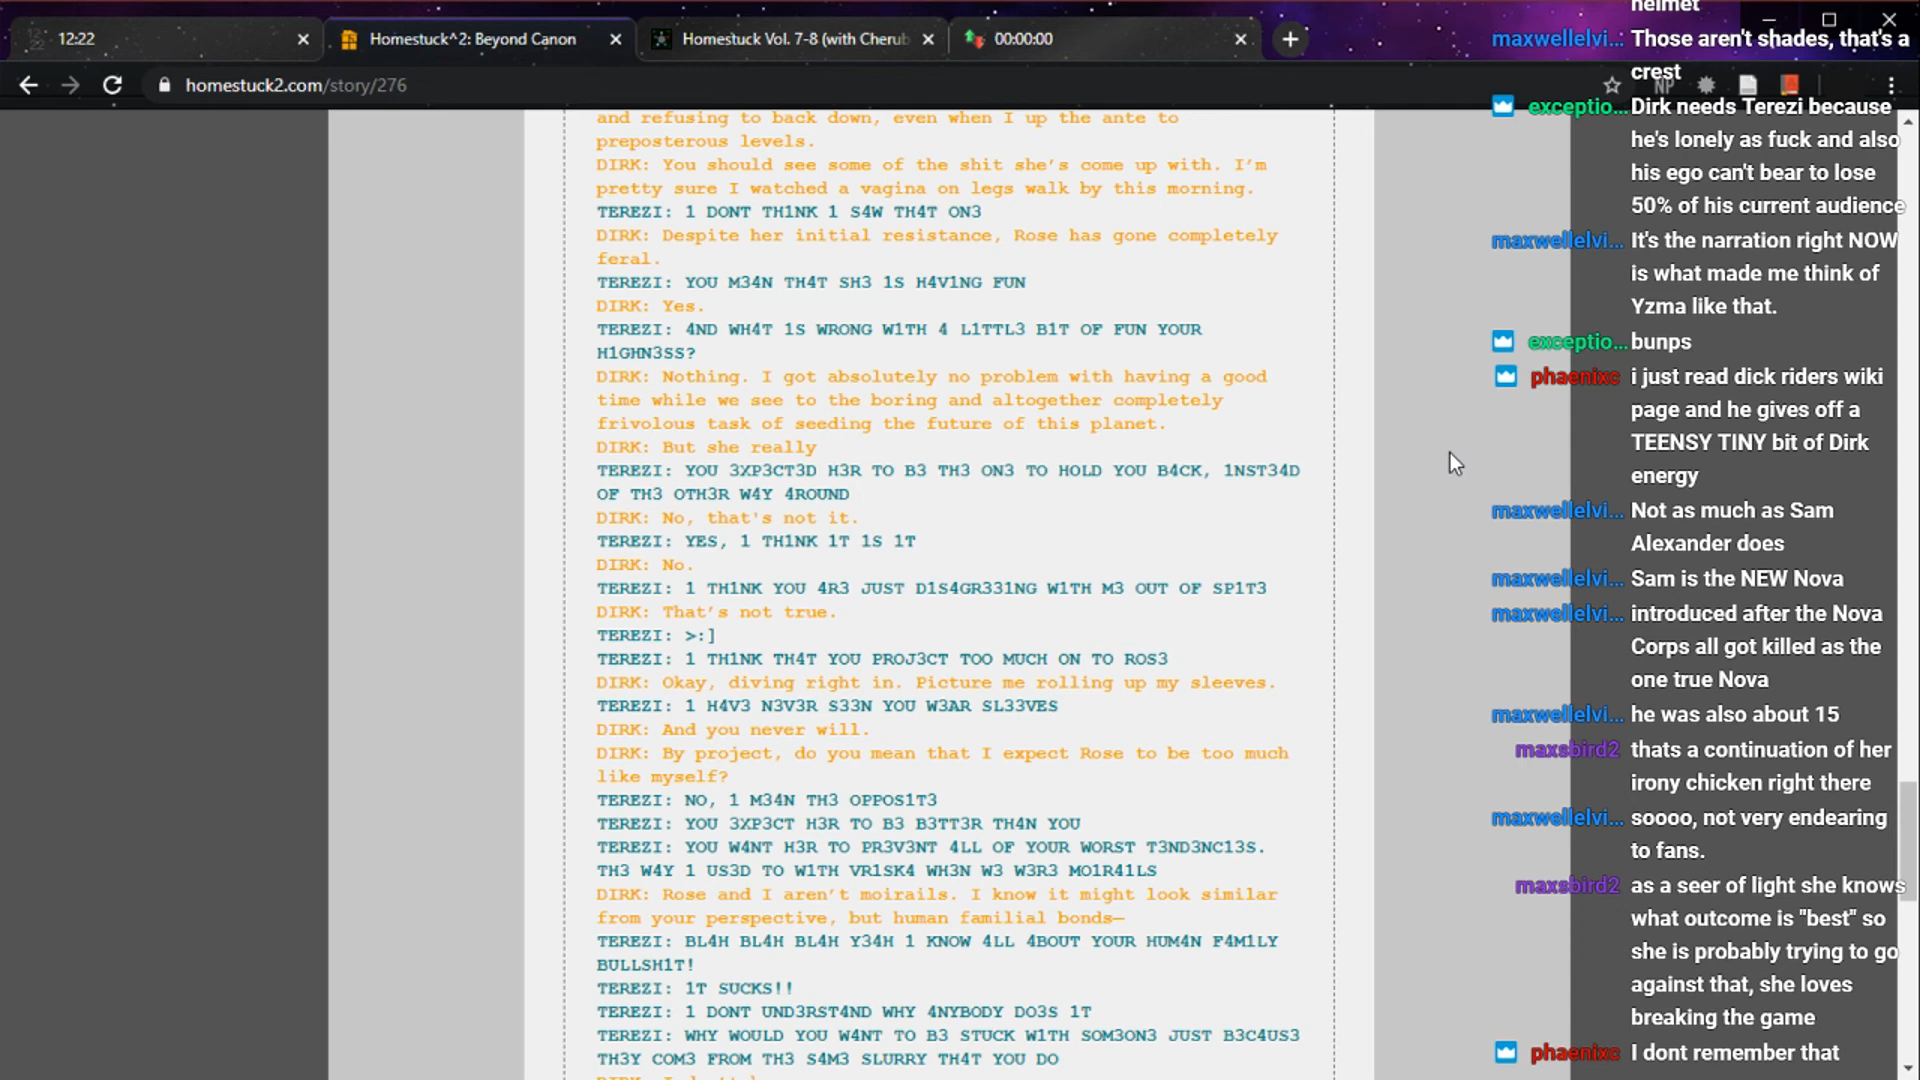 12:22
Homestuck^2: Beyond Canon
Homestuck Vol. 7-8 (with Cherub
00:00:00
homestuck2.com/story/276
NP
and refusing to back down, even when I up the ante to
preposterous levels.
DIRK: You should see some of the shit she’s come up with. I’m
pretty sure I watched a vagina on legs walk by this morning.
TEREZI: 1 DONT TH1NK 1 S4W TH4T ON3
DIRK: Despite her initial resistance, Rose has gone completely
feral.
TEREZI: YOU M34N TH4T SH3 1S H4V1NG FUN
DIRK: Yes.
TEREZI: 4ND WH4T 1S WRONG W1TH 4 L1TTL3 B1T OF FUN YOUR
H1GHN3SS?
DIRK: Nothing. I got absolutely no problem with having a good
time while we see to the boring and altogether completely
frivolous task of seeding the future of this planet.
DIRK: But she really
TEREZI: YOU 3XP3CT3D H3R TO B3 TH3 ON3 TO HOLD YOU B4CK, 1NST34D
OF TH3 OTH3R W4Y 4ROUND
DIRK: No, that's not it.
TEREZI: YES, 1 TH1NK 1T 1S 1T
DIRK: No.
TEREZI: 1 TH1NK YOU 4R3 JUST D1S4GR331NG W1TH M3 OUT OF SP1T3
DIRK: That’s not true.
TEREZI: >:]
TEREZI: 1 TH1NK TH4T YOU PROJ3CT TOO MUCH ON TO ROS3
DIRK: Okay, diving right in. Picture me rolling up my sleeves.
TEREZI: 1 H4V3 N3V3R S33N YOU W3AR SL33VES
DIRK: And you never will.
DIRK: By project, do you mean that I expect Rose to be too much
like myself?
TEREZI: NO, 1 M34N TH3 OPPOS1T3
TEREZI: YOU 3XP3CT H3R TO B3 B3TT3R TH4N YOU
TEREZI: YOU W4NT H3R TO PR3V3NT 4LL OF YOUR WORST T3ND3NC13S.
TH3 W4Y 1 US3D TO W1TH VR1SK4 WH3N W3 W3R3 MO1R41LS
DIRK: Rose and I aren’t moirails. I know it might look similar
from your perspective, but human familial bonds—
TEREZI: BL4H BL4H BL4H Y34H 1 KNOW 4LL 4BOUT YOUR HUM4N F4M1LY
BULLSH1T!
TEREZI: 1T SUCKS!!
TEREZI: 1 DONT UND3RST4ND WHY 4NYBODY DO3S 1T
TEREZI: WHY WOULD YOU W4NT TO B3 STUCK W1TH SOM3ON3 JUST B3C4US3
TH3Y COM3 FROM TH3 S4M3 SLURRY TH4T YOU DO
helmet
maxwellelvi... Those aren't shades, that's a
crest
exceptio... Dirk needs Terezi because
he's lonely as fuck and also
his ego can't bear to lose
50% of his current audience
maxwellelvi... It's the narration right NOW
is what made me think of
Yzma like that.
exceptio... bunps
phaenixc i just read dick riders wiki
page and he gives off a
TEENSY TINY bit of Dirk
energy
maxwellelvi... Not as much as Sam
Alexander does
maxwellelvi... Sam is the NEW Nova
maxwellelvi... introduced after the Nova
Corps all got killed as the
one true Nova
maxwellelvi... he was also about 15
maxsbird2 thats a continuation of her
irony chicken right there
maxwellelvi... soooo, not very endearing
to fans.
maxsbird2 as a seer of light she knows
what outcome is "best" so
she is probably trying to go
against that, she loves
breaking the game
phaenixc I dont remember that